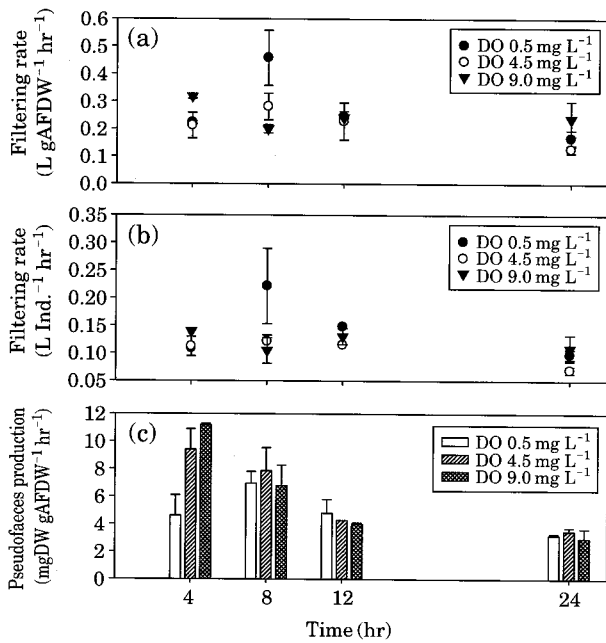 (a)
Filtering rate
(L gAFDW⁻¹ hr⁻¹)
0.6
0.5
0.4
0.3
0.2
0.1
0.0
DO 0.5 mg L⁻¹
DO 4.5 mg L⁻¹
DO 9.0 mg L⁻¹
(b)
Filtering rate
(L Ind.⁻¹ hr⁻¹)
0.35
0.30
0.25
0.20
0.15
0.10
0.05
DO 0.5 mg L⁻¹
DO 4.5 mg L⁻¹
DO 9.0 mg L⁻¹
(c)
Pseudofaeces production
(mgDW gAFDW⁻¹ hr⁻¹)
12
10
8
6
4
2
0
DO 0.5 mg L⁻¹
DO 4.5 mg L⁻¹
DO 9.0 mg L⁻¹
4 8 12 24
Time (hr)